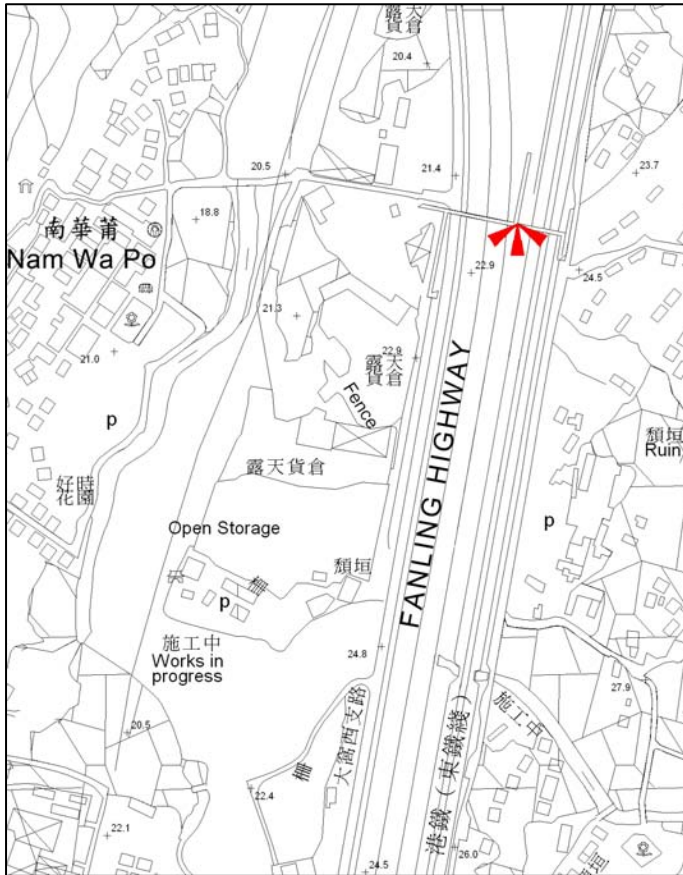 露天
貨倉
20.4
20.5
21.4
23.7
18.8
南華莆
Nam Wa Po
22.9
24.5
21.3
22.9
21.0
露天
貨倉
Fence
FANLING HIGHWAY
p
頹垣
Ruin
露天貨倉
好時
花園
Open Storage
p
頹垣
柵
p
施工中
Works in
progress
24.8
27.9
施工中
大窩西支路
港鐵（東鐵綫）
20.5
柵
22.4
22.1
24.5
26.0
頹垣